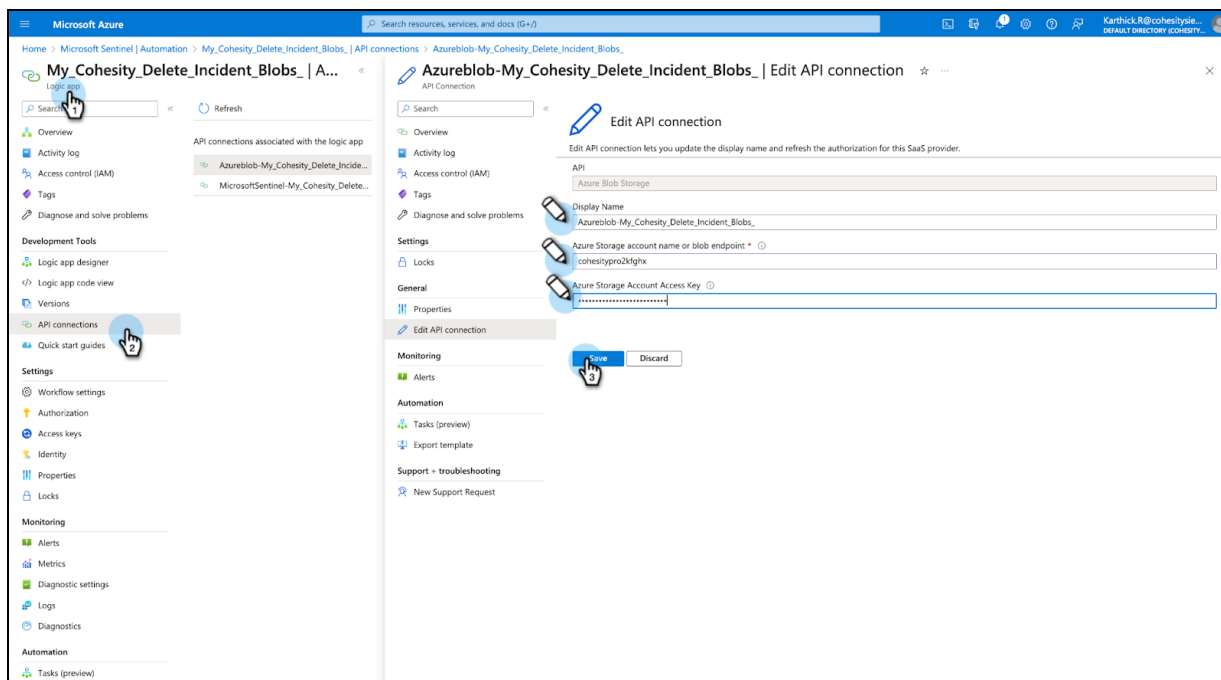 Microsoft Azure
Search resources, services, and docs (G+/)
1
Karthick.R@cohesitysie...
DEFAULT DIRECTORY (COHESITY...
Home > Microsoft Sentinel | Automation > My_Cohesity_Delete_Incident_Blobs_ | API connections > Azureblob-My_Cohesity_Delete_Incident_Blobs_
My_Cohesity_Delete_Incident_Blobs_ | A...
Logic app
1
Search
Overview
Activity log
Access control (IAM)
Tags
Diagnose and solve problems
Development Tools
Logic app designer
Logic app code view
Versions
API connections
2
Quick start guides
Settings
Workflow settings
Authorization
Access keys
Identity
Properties
Locks
Monitoring
Alerts
Metrics
Diagnostic settings
Logs
Diagnostics
Automation
Tasks (preview)
Refresh
API connections associated with the logic app
Azureblob-My_Cohesity_Delete_Incide...
MicrosoftSentinel-My_Cohesity_Delete...
Azureblob-My_Cohesity_Delete_Incident_Blobs_ | Edit API connection
API Connection
Search
Overview
Activity log
Access control (IAM)
Tags
Diagnose and solve problems
Settings
Locks
General
Properties
Edit API connection
Monitoring
Alerts
Automation
Tasks (preview)
Export template
Support + troubleshooting
New Support Request
Edit API connection
Edit API connection lets you update the display name and refresh the authorization for this SaaS provider.
API
Azure Blob Storage
Display Name
Azureblob-My_Cohesity_Delete_Incident_Blobs_
Azure Storage account name or blob endpoint *
cohesitypro2kfghx
Azure Storage Account Access Key
Save
Discard
3